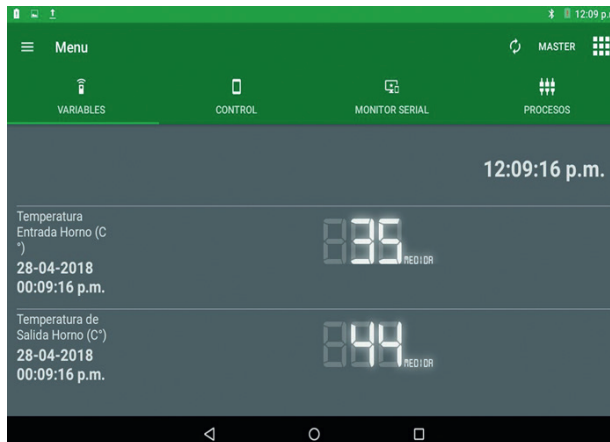 12:09 p.m
Menu
MASTER
VARIABLES
CONTROL
MONITOR SERIAL
PROCESOS
12:09:16 p.m.
Temperatura
Entrada Horno (C
°)
28-04-2018
00:09:16 p.m.
35
MEDIDA
Temperatura de
Salida Horno (C°)
28-04-2018
00:09:16 p.m.
44
MEDIDA